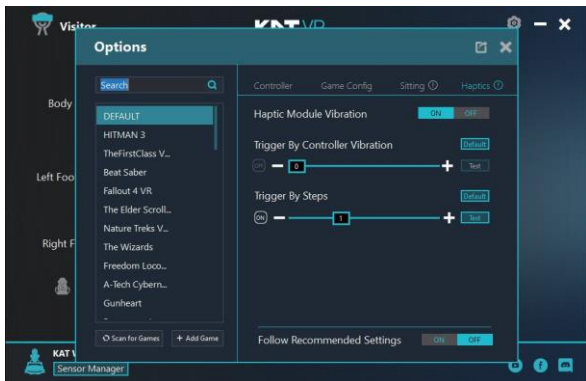 Visitor
KAT VR
Options
Search
Controller
Game Config
Sitting
Haptics
DEFAULT
HITMAN 3
TheFirstClass V...
Beat Saber
Fallout 4 VR
The Elder Scroll...
Nature Treks V...
The Wizards
Freedom Loco...
A-Tech Cybern...
Gunheart
Scan for Games
+ Add Game
Haptic Module Vibration
ON
OFF
Trigger By Controller Vibration
Default
OFF
0
Test
Trigger By Steps
Default
ON
1
Test
Follow Recommended Settings
ON
OFF
Body
Left Foo
Right F
KAT
Sensor Manager